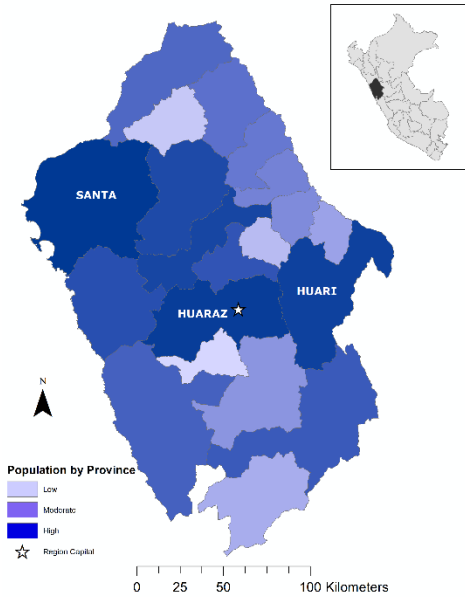 SANTA
HUARI
HUARAZ
N
Population by Province
Low
Moderate
High
Region Capital
0 25 50 100 Kilometers